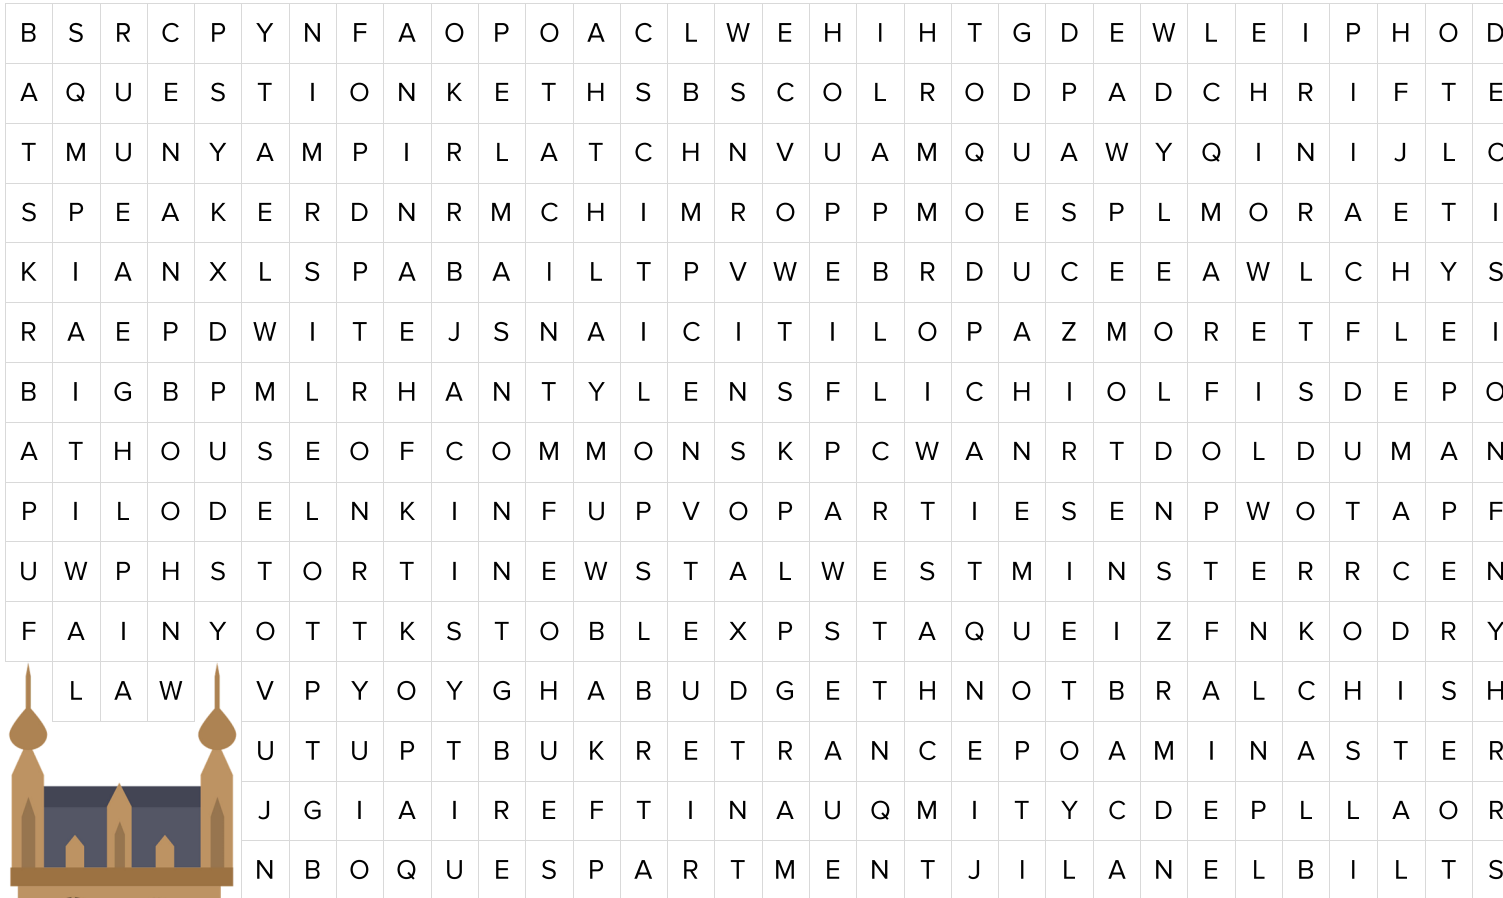 B S R C P Y N F A O P O A C L W E H I H T G D E W L E I P H O D
A Q U E S T I O N K E T H S B S C O L R O D P A D C H R I F T E
T M U N Y A M P I R L A T C H N V U A M Q U A W Y Q I N I J L C
S P E A K E R D N R M C H I M R O P P M O E S P L M O R A E T I
K I A N X L S P A B A I L T P V W E B R D U C E E A W L C H Y S
R A E P D W I T E J S N A I C I T I L O P A Z M O R E T F L E I
B I G B P M L R H A N T Y L E N S F L I C H I O L F I S D E P O
A T H O U S E O F C O M M O N S K P C W A N R T D O L D U M A N
P I L O D E L N K I N F U P V O P A R T I E S E N P W O T A P F
U W P H S T O R T I N E W S T A L W E S T M I N S T E R R C E N
F A I N Y O T T K S T O B L E X P S T A Q U E I Z F N K O D R Y
L A W V P Y O Y G H A B U D G E T H N O T B R A L C H I S H
U T U P T B U K R E T R A N C E P O A M I N A S T E R
J G I A I R E F T I N A U Q M I T Y C D E P L L A O R
N B O Q U E S P A R T M E N T J I L A N E L B I L T S